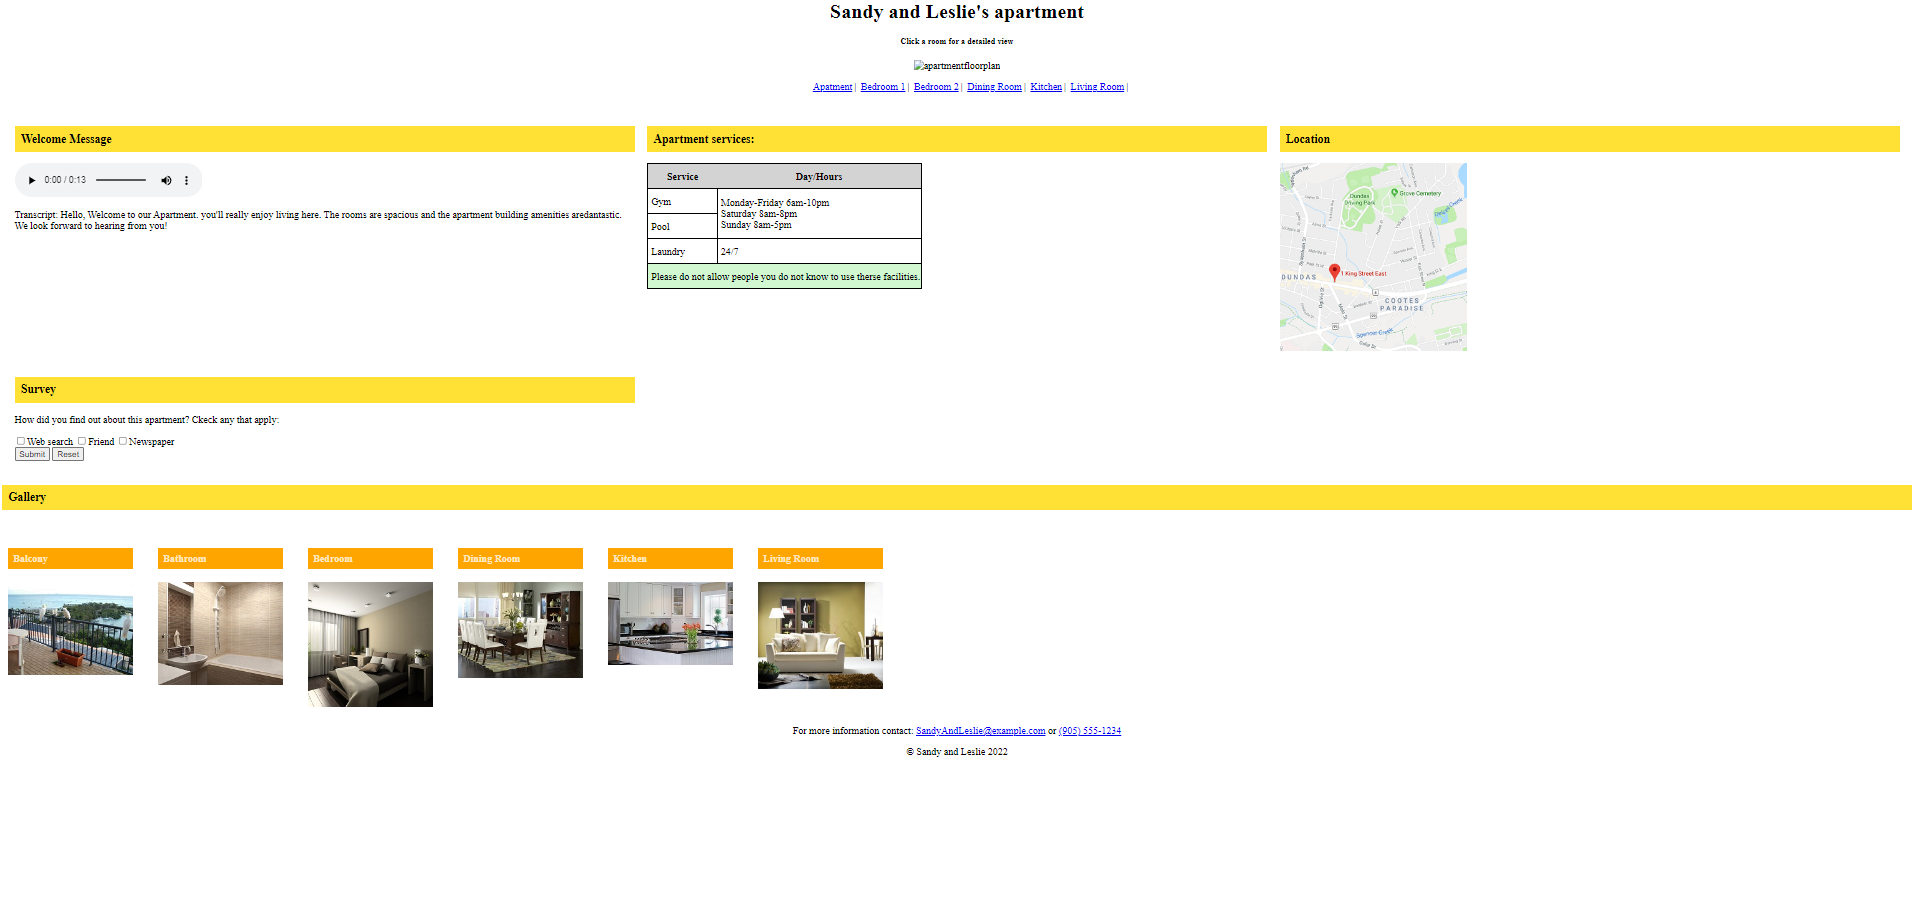 Sandy and Leslie's apartment
Click a room for a detailed view
apartmentfloorplan
Apatment | Bedroom 1 | Bedroom 2 | Dining Room | Kitchen | Living Room |
Welcome Message
0:00 / 0:13
Transcript: Hello, Welcome to our Apartment. you'll really enjoy living here. The rooms are spacious and the apartment building amenities aredantastic.
We look forward to hearing from you!
Apartment services:
Service Day/Hours
Gym
Pool
Monday-Friday 6am-10pm
Saturday 8am-8pm
Sunday 8am-5pm
Laundry 24/7
Please do not allow people you do not know to use therse facilities.
Location
Grove Cemetery
Dundas
Driving Park
1 King Street East
DUNDAS
COOTES
PARADISE
Spencer Creek
Survey
How did you find out about this apartment? Ckeck any that apply:
Web search Friend Newspaper
Submit Reset
Gallery
Balcony
Bathroom
Bedroom
Dining Room
Kitchen
Living Room
For more information contact: SandyAndLeslie@example.com or (905) 555-1234
© Sandy and Leslie 2022